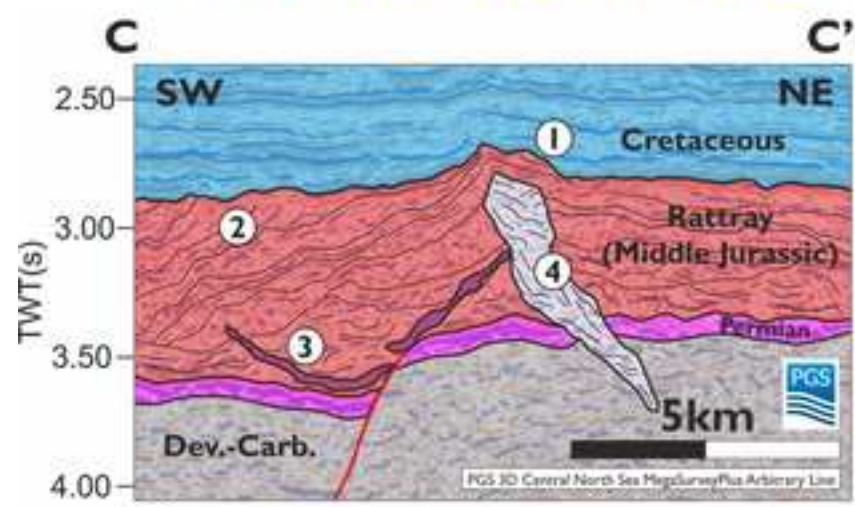 C C'
SW NE
2.50
1
Cretaceous
2
3.00
Rattray
(Middle Jurassic)
4
TWT(s)
Permian
3
3.50
PGS
5km
Dev.-Carb.
4.00
PGS 3D Central North Sea MegaSurveyPlus Arbitrary Line